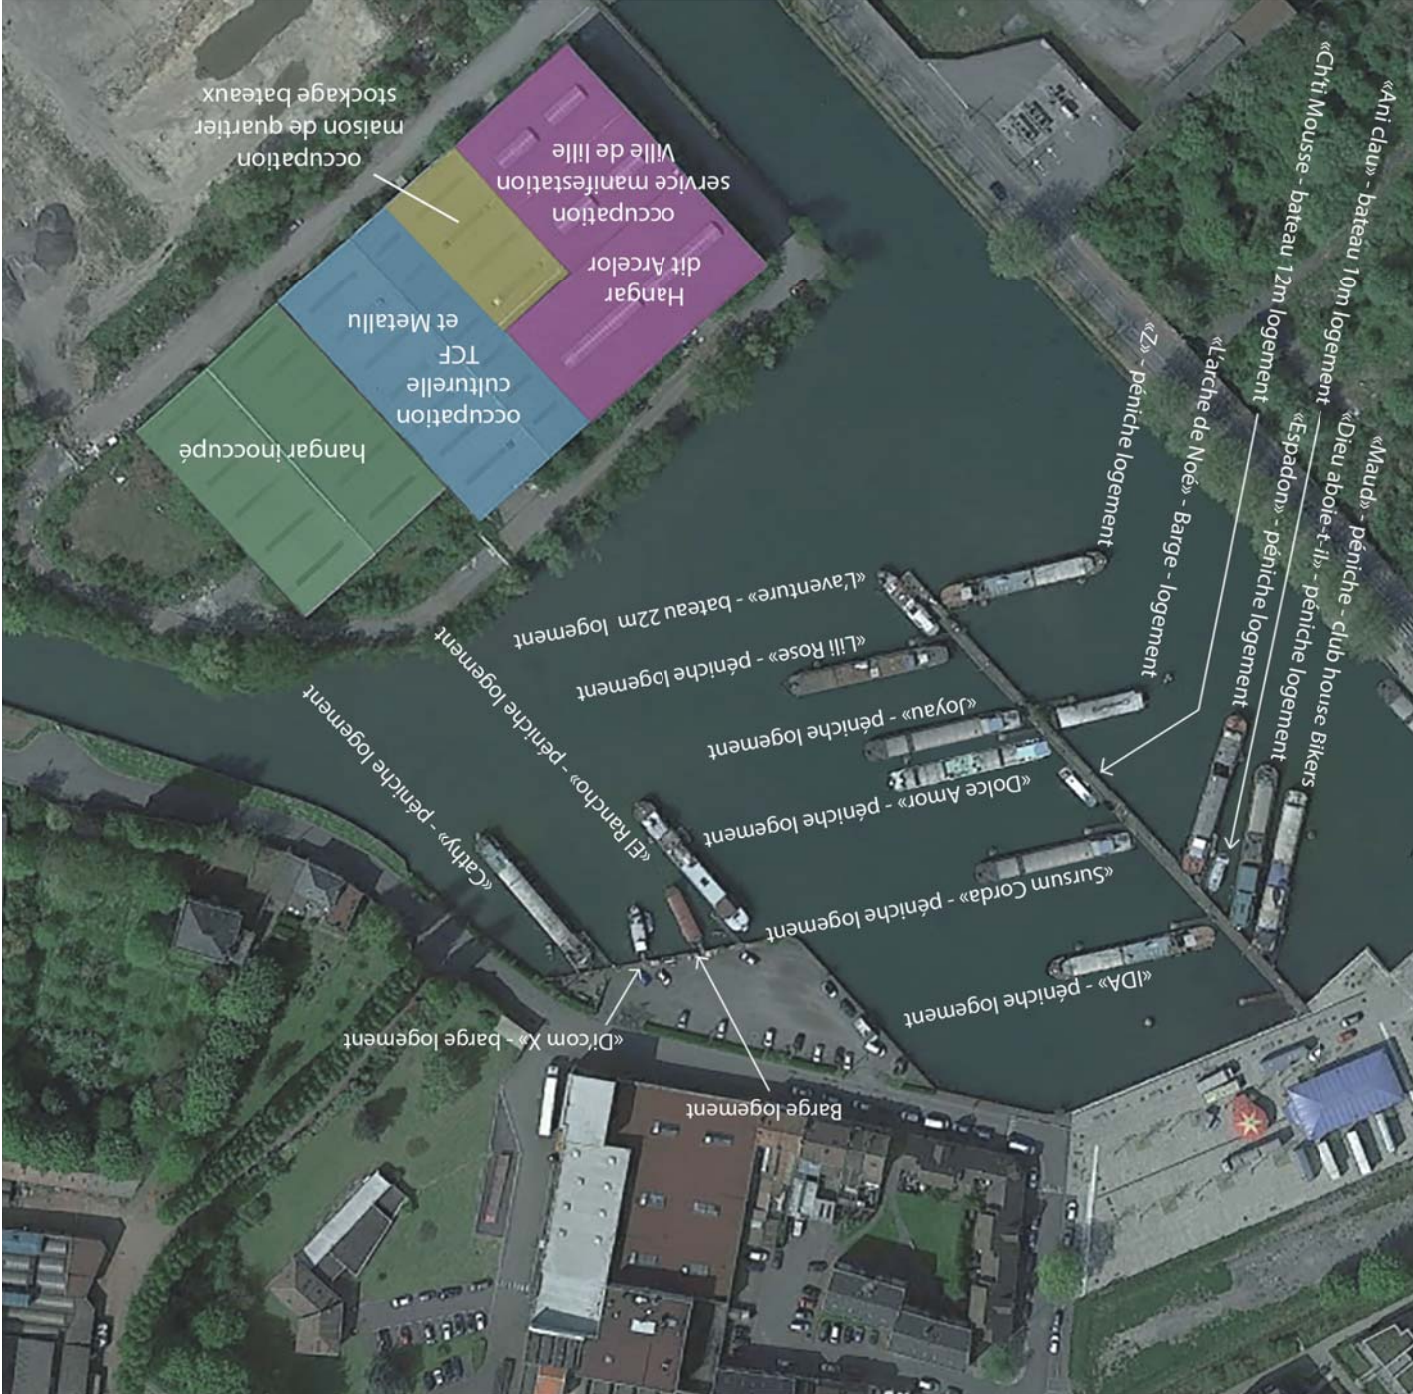 Barge logement
«Di'com X» - barge logement
«IDA» - péniche logement
«Sursum Corda» - péniche logement
«Dolce Amor» - péniche logement
Joyau» - péniche logement
«Lili Rose» - péniche logement
«L'aventure» - bateau 22m logement
«El Rancho» - péniche logement
«Cathy» - péniche logement
«Maud» - péniche - club house Bikers
«Dieu aboie-t-il» - péniche logement
«Espadon» - péniche logement
«Ani clau» - bateau 10m logement
«Ch'ti Mousse - bateau 12m logement
«L'arche de Noé» - Barge - logement
«Z» - péniche logement
hangar inoccupé
occupation
culturelle
TCF
et Metallu
Hangar
dit Arcelor
occupation
service manifestation
Ville de lille
occupation
maison de quartier
stockage bateaux